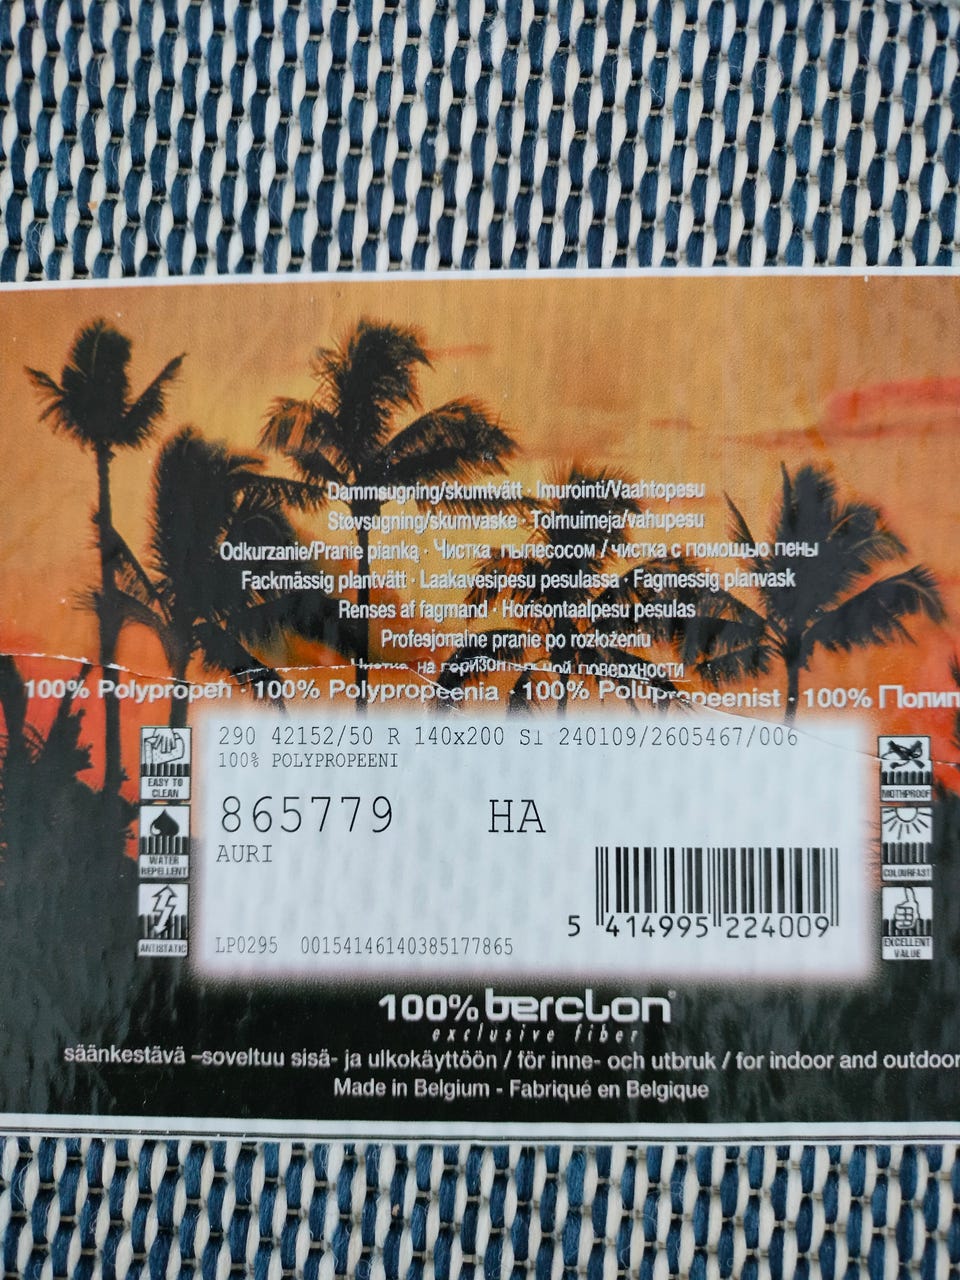 Dammsugning/skumtvätt · Imurointi/Vaahtopesu
Støvsugning/skumvaske · Tolmuimeja/vahupesu
Odkurzanie/Pranie pianką · Чистка пылесосом / чистка с помощью пены
Fackmässig plantvätt · Laakavesipesu pesulassa · Fagmessig planvask
Renses af fagmand · Horisontaalpesu pesulas
Profesjonalne pranie po rozłożeniu
Чистка на горизонтальной поверхности
100% Polypropen · 100% Polypropeenia · 100% Polüpropeenist · 100% Полип
290 42152/50 R 140x200 S1 240109/2605467/006
100% POLYPROPEENI
865779 HA
AURI
5 414995 224009
LP0295 00154146140385177865
EASY TO CLEAN
WATER REPELLENT
ANTISTATIC
MOTHPROOF
COLOURFAST
EXCELLENT VALUE
100% berclon®
exclusive fiber
säänkestävä –soveltuu sisä- ja ulkokäyttöön / för inne- och utbruk / for indoor and outdoor
Made in Belgium - Fabriqué en Belgique